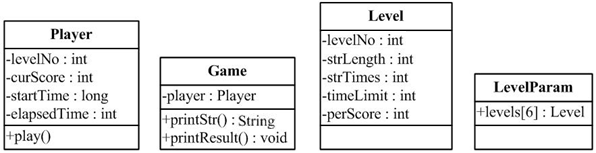 Player
-levelNo : int
-curScore : int
-startTime : long
-elapsedTime : int
+play()
Game
-player : Player
+printStr() : String
+printResult() : void
Level
-levelNo : int
-strLength : int
-strTimes : int
-timeLimit : int
-perScore : int
LevelParam
+levels[6] : Level